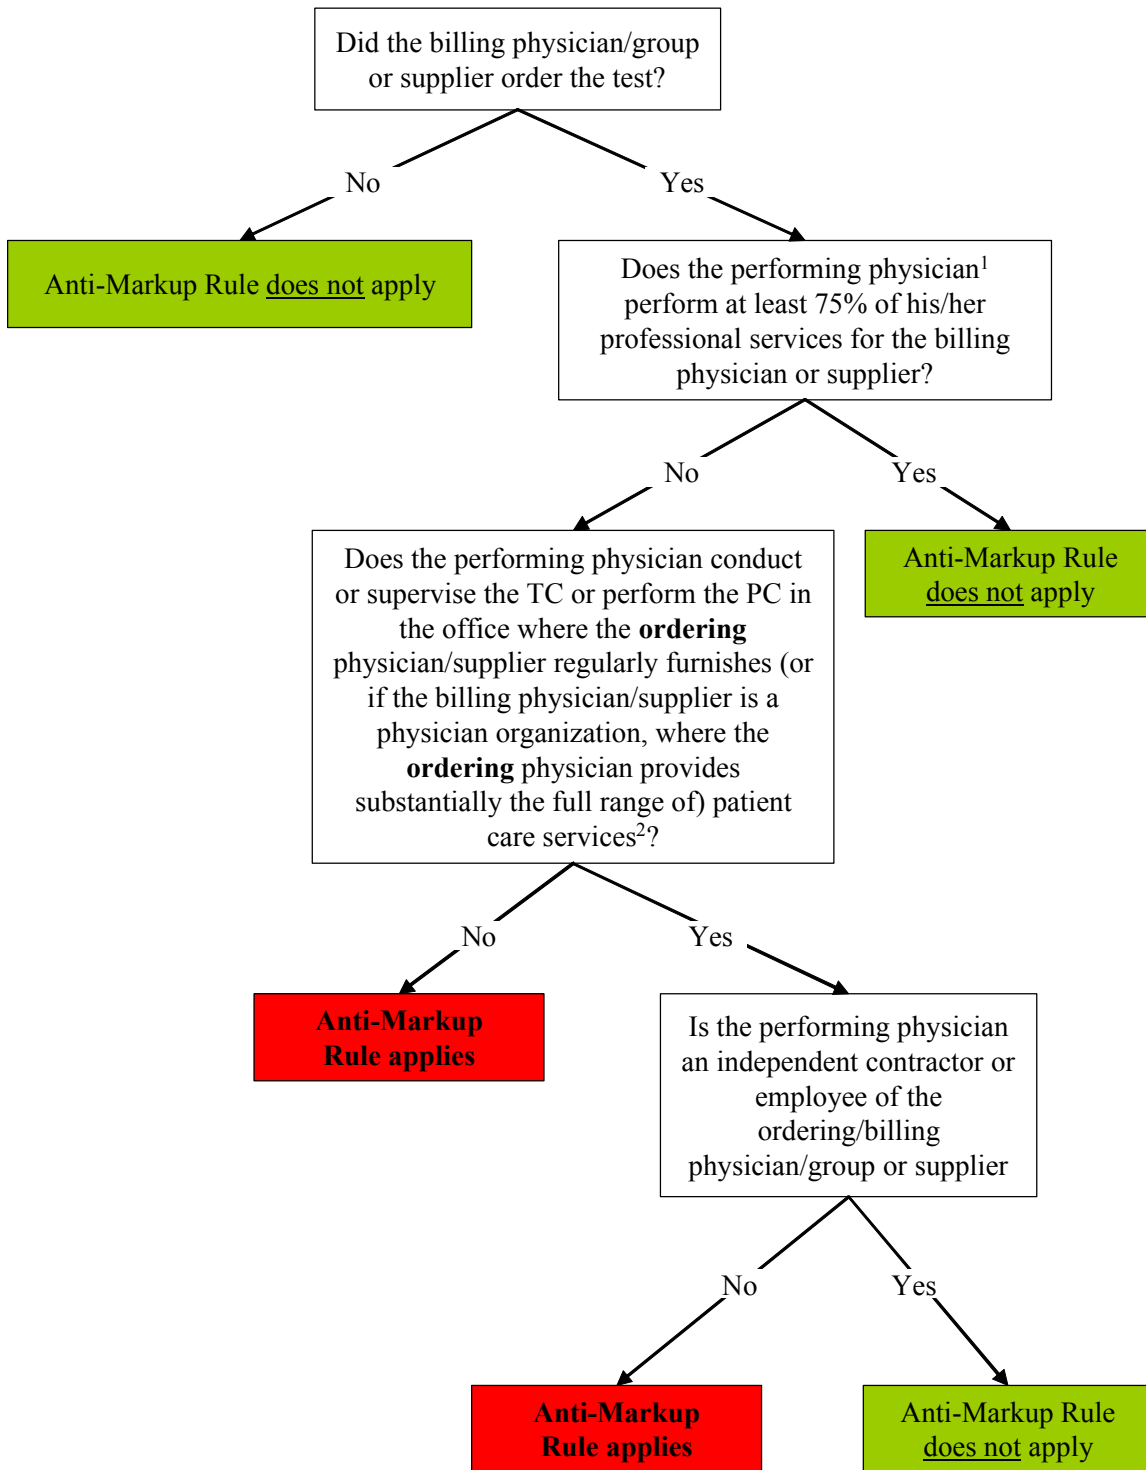 Did the billing physician/group
or supplier order the test?
No
Yes
Anti-Markup Rule does not apply
Does the performing physician1
perform at least 75% of his/her
professional services for the billing
physician or supplier?
No
Yes
Does the performing physician conduct
or supervise the TC or perform the PC in
the office where the ordering
physician/supplier regularly furnishes (or
if the billing physician/supplier is a
physician organization, where the
ordering physician provides
substantially the full range of) patient
care services2?
Anti-Markup Rule
does not apply
No
Yes
Anti-Markup
Rule applies
Is the performing physician
an independent contractor or
employee of the
ordering/billing
physician/group or supplier
No
Yes
Anti-Markup
Rule applies
Anti-Markup Rule
does not apply